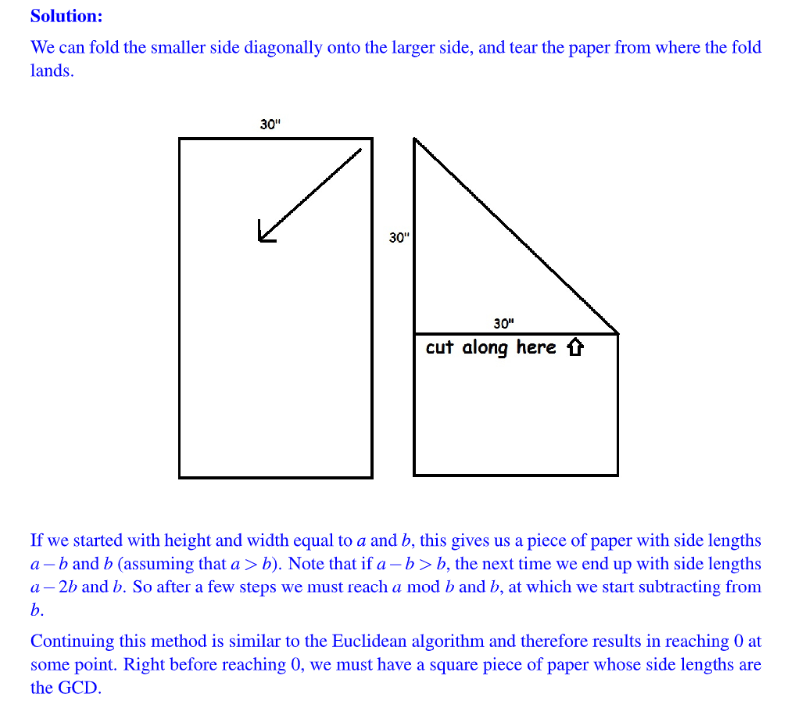 Solution:
We can fold the smaller side diagonally onto the larger side, and tear the paper from where the fold
lands.
30"
30"
30"
cut along here ⇧
If we started with height and width equal to a and b, this gives us a piece of paper with side lengths
a − b and b (assuming that a > b). Note that if a − b > b, the next time we end up with side lengths
a − 2b and b. So after a few steps we must reach a mod b and b, at which we start subtracting from
b.
Continuing this method is similar to the Euclidean algorithm and therefore results in reaching 0 at
some point. Right before reaching 0, we must have a square piece of paper whose side lengths are
the GCD.